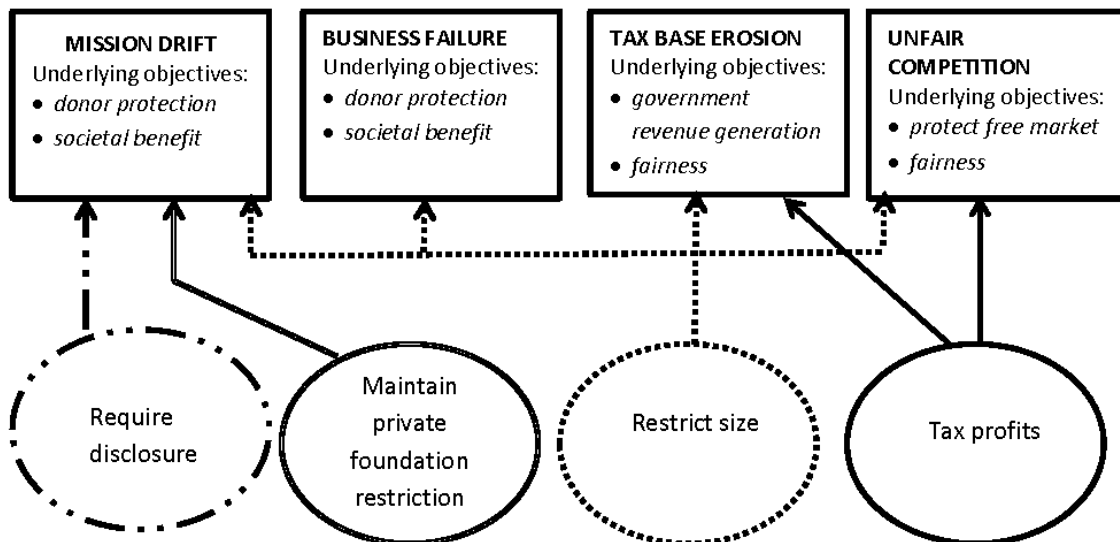 MISSION DRIFT
Underlying objectives:
• donor protection
• societal benefit
BUSINESS FAILURE
Underlying objectives:
• donor protection
• societal benefit
TAX BASE EROSION
Underlying objectives:
• government
revenue generation
• fairness
UNFAIR
COMPETITION
Underlying objectives:
• protect free market
• fairness
Require
disclosure
Maintain
private
foundation
restriction
Restrict size
Tax profits